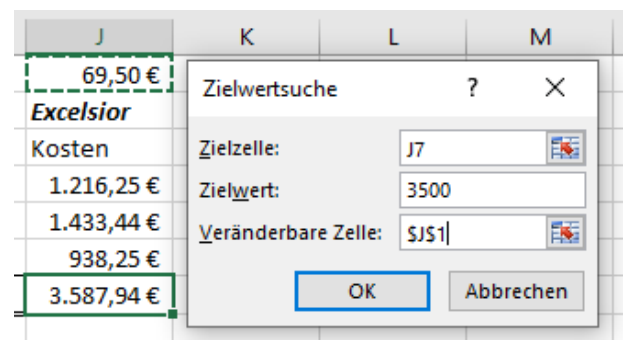 J K L M
69,50 €
Excelsior
Kosten
1.216,25 €
1.433,44 €
938,25 €
3.587,94 €
Zielwertsuche ? ×
Zielzelle: J7
Zielwert: 3500
Veränderbare Zelle: $J$1
OK Abbrechen